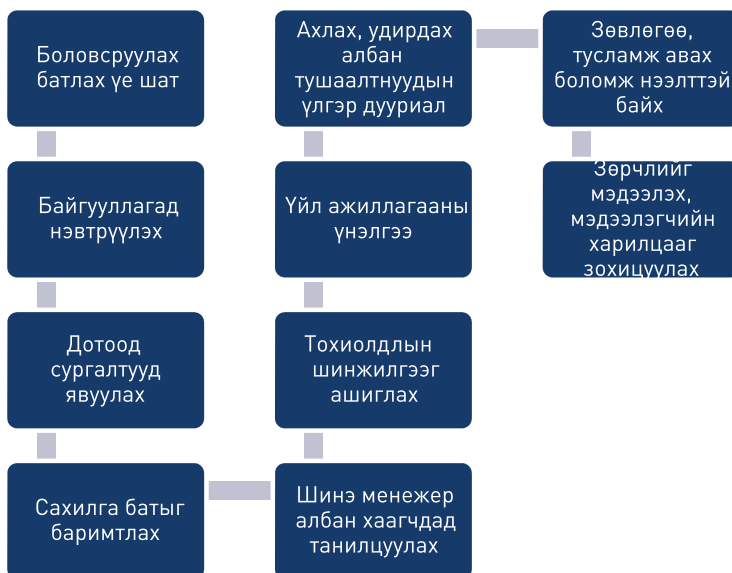 Боловсруулах
батлах үе шат
Байгууллагад
нэвтрүүлэх
Дотоод
сургалтууд
явуулах
Сахилга батыг
баримтлах
Шинэ менежер
албан хаагчдад
танилцуулах
Тохиолдлын
шинжилгээг
ашиглах
Үйл ажиллагааны
үнэлгээ
Ахлах, удирдах
албан
тушаалтнуудын
үлгэр дууриал
Зөвлөгөө,
тусламж авах
боломж нээлттэй
байх
Зөрчлийг
мэдээлэх,
мэдээлэгчийн
харилцааг
зохицуулах